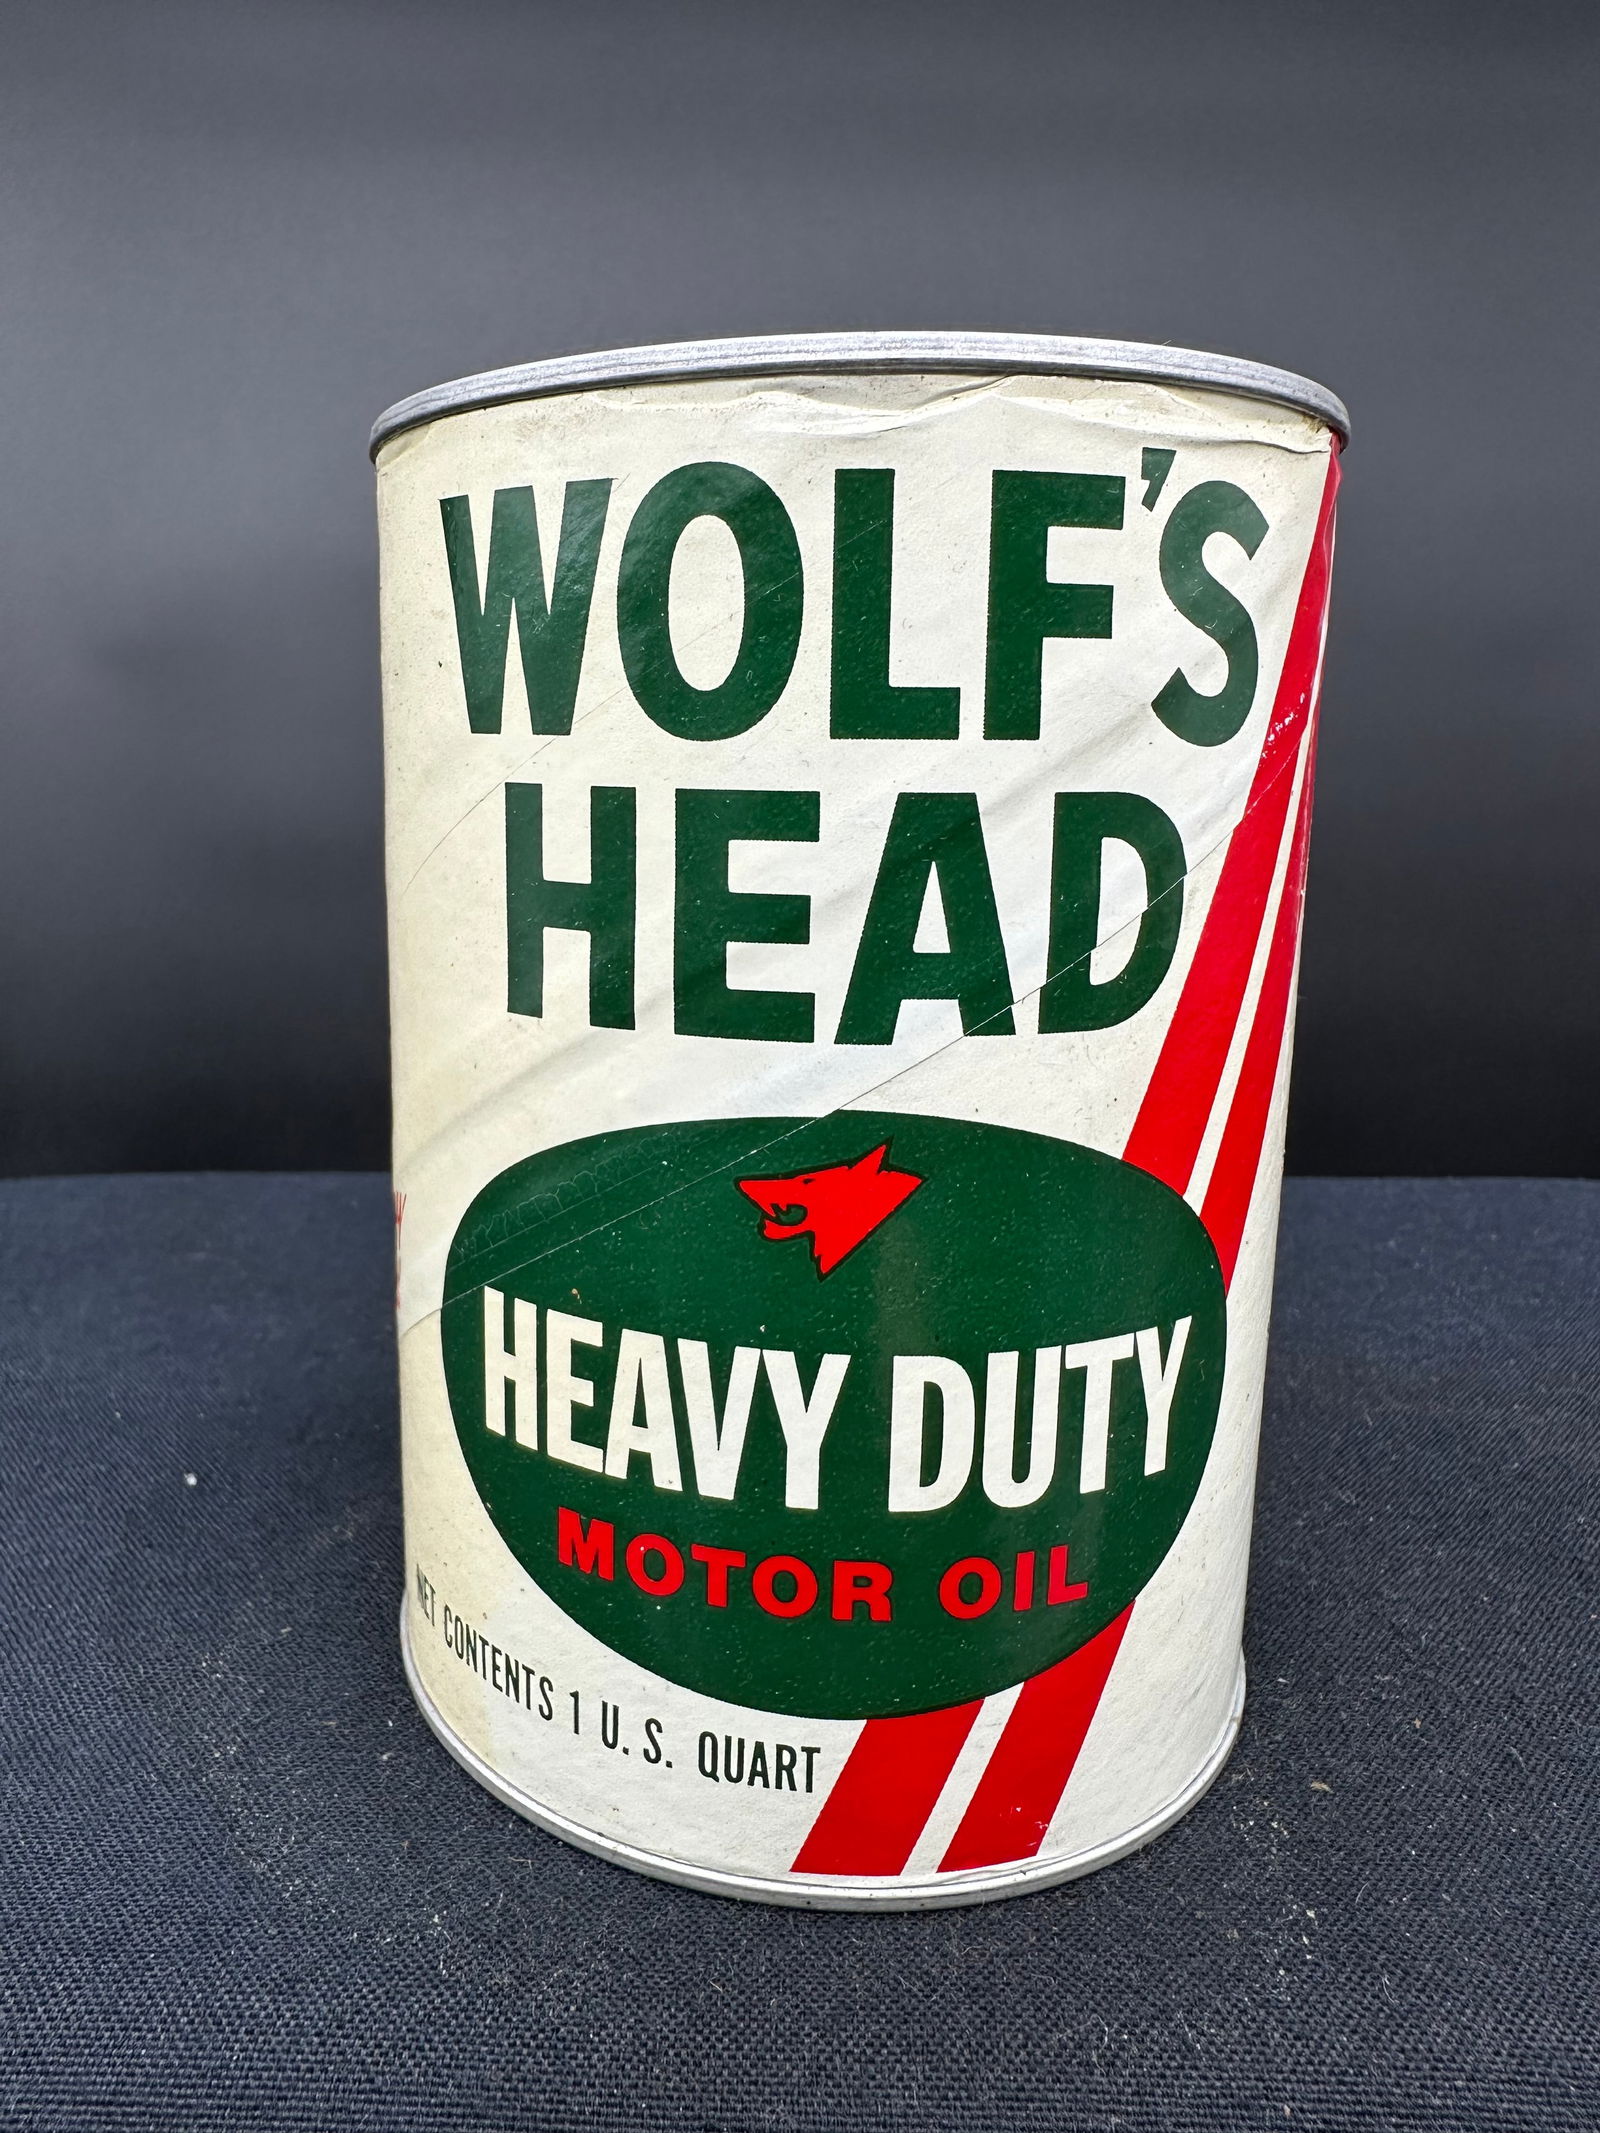 WOLF'S
HEAD
HEAVY DUTY
MOTOR OIL
NET CONTENTS 1 U. S. QUART